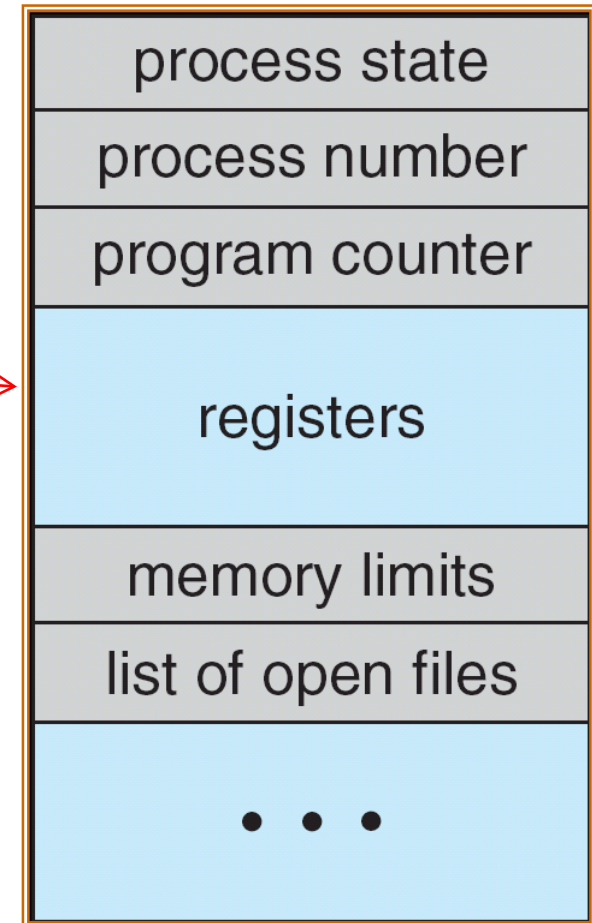 process state
process number
program counter
registers
memory limits
list of open files
• • •